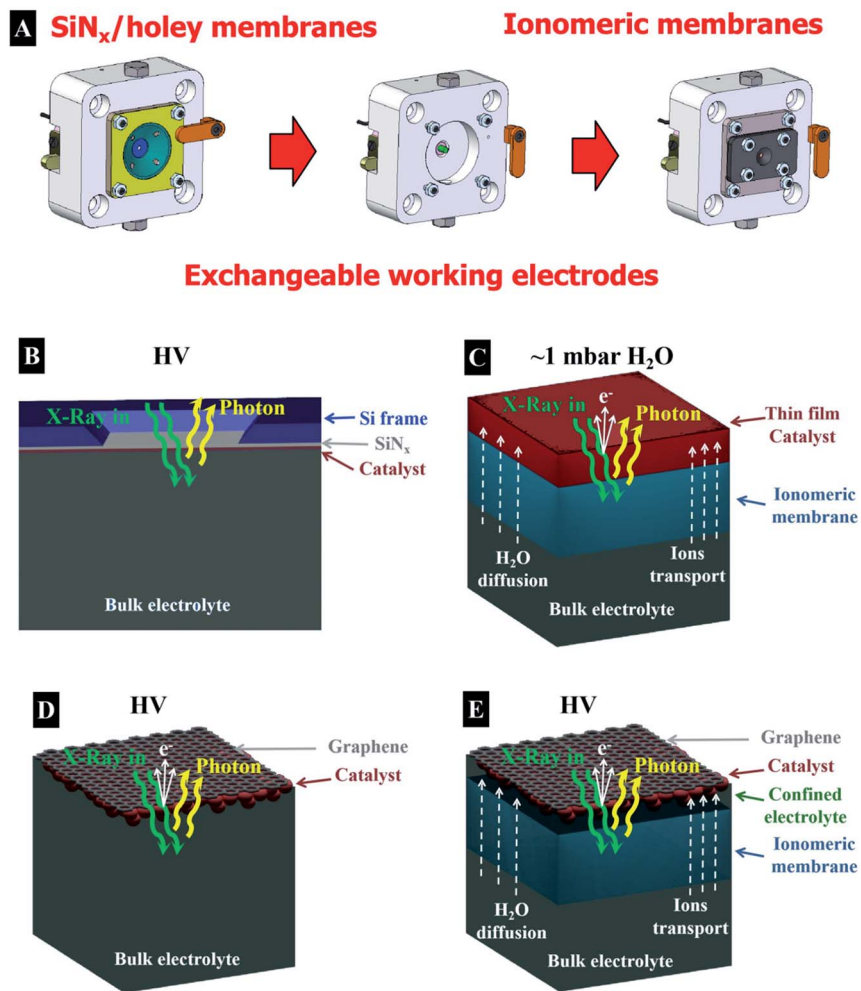 A
SiNx/holey membranes
Ionomeric membranes
Exchangeable working electrodes
B
HV
X-Ray in
Photon
Si frame
SiNx
Catalyst
Bulk electrolyte
C
~1 mbar H2O
e-
X-Ray in
Photon
Thin film
Catalyst
Ionomeric
membrane
H2O
diffusion
Ions
transport
Bulk electrolyte
D
HV
e-
X-Ray in
Photon
Graphene
Catalyst
Bulk electrolyte
E
HV
e-
X-Ray in
Photon
Graphene
Catalyst
Confined
electrolyte
Ionomeric
membrane
H2O
diffusion
Ions
transport
Bulk electrolyte